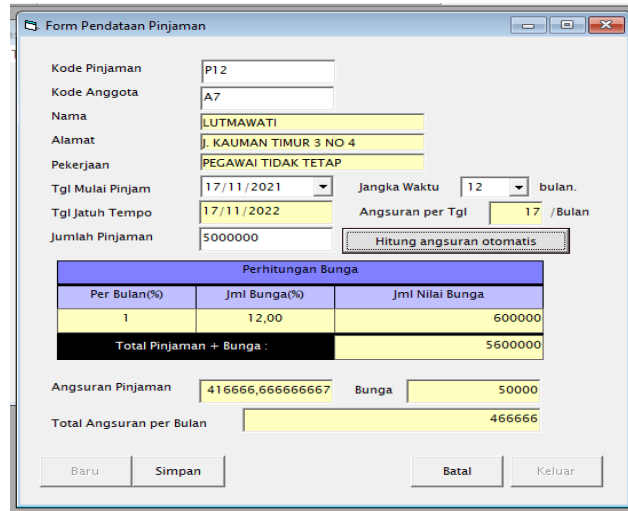 Form Pendataan Pinjaman
Kode Pinjaman P12
Kode Anggota A7
Nama LUTMAWATI
Alamat J. KAUMAN TIMUR 3 NO 4
Pekerjaan PEGAWAI TIDAK TETAP
Tgl Mulai Pinjam 17/11/2021 Jangka Waktu 12 bulan.
Tgl Jatuh Tempo 17/11/2022 Angsuran per Tgl 17 /Bulan
Jumlah Pinjaman 5000000 Hitung angsuran otomatis
Perhitungan Bunga
Per Bulan(%) Jml Bunga(%) Jml Nilai Bunga
1 12,00 600000
Total Pinjaman + Bunga : 5600000
Angsuran Pinjaman 416666,666666667 Bunga 50000
Total Angsuran per Bulan 466666
Baru Simpan Batal Keluar